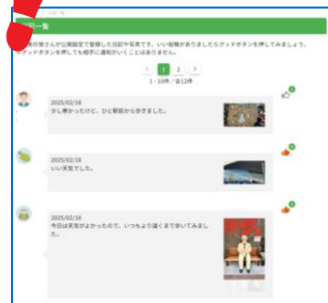 日記一覧
の皆さんが公開設定で登録した日記や写真です。いい投稿がありましたらグッドボタンを押してみましょう。
グッドボタンを押しても相手に通知がいくことはありません。
1 2
1 - 10件／全12件
2025/02/18
少し寒かったけど、ひと駅前から歩きました。
2025/02/18
いい天気でした。
2025/02/18
今日は天気がよかったので、いつもより遠くまで歩いてみまし
た。